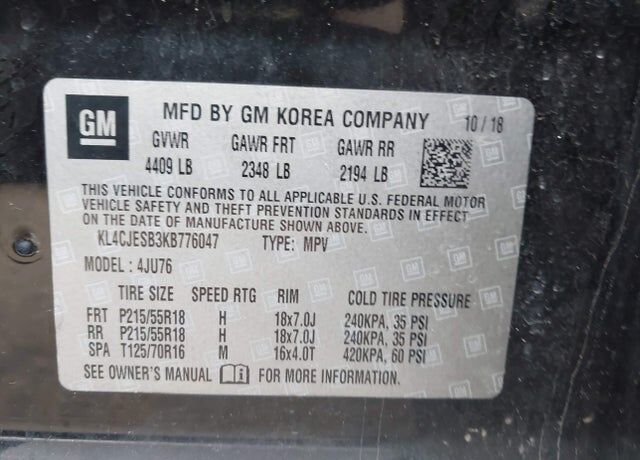 GM
MFD BY GM KOREA COMPANY 10 / 18
GVWR GAWR FRT GAWR RR
4409 LB 2348 LB 2194 LB
THIS VEHICLE CONFORMS TO ALL APPLICABLE U.S. FEDERAL MOTOR
VEHICLE SAFETY AND THEFT PREVENTION STANDARDS IN EFFECT
ON THE DATE OF MANUFACTURE SHOWN ABOVE.
KL4CJESB3KB776047 TYPE: MPV
MODEL : 4JU76
TIRE SIZE SPEED RTG RIM COLD TIRE PRESSURE
FRT P215/55R18 H 18x7.0J 240KPA, 35 PSI
RR P215/55R18 H 18x7.0J 240KPA, 35 PSI
SPA T125/70R16 M 16x4.0T 420KPA, 60 PSI
SEE OWNER'S MANUAL FOR MORE INFORMATION.